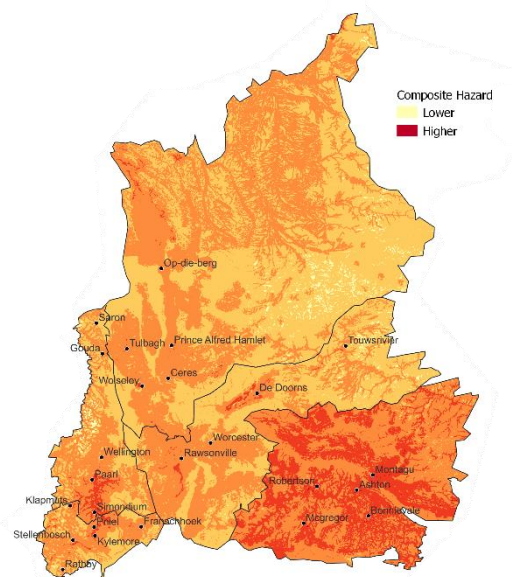 Composite Hazard
Lower
Higher
Op-die-berg
Saron
Gouda
Tulbagh
Prince Alfred Hamlet
Touwsrivier
Wolseley
Ceres
De Doorns
Worcester
Rawsonville
Wellington
Paarl
Montagu
Robertson
Ashton
Klapmuts
Simondium
Bonnievale
Mcgregor
Pniel
Franschhoek
Stellenbosch
Kylemore
Raithby